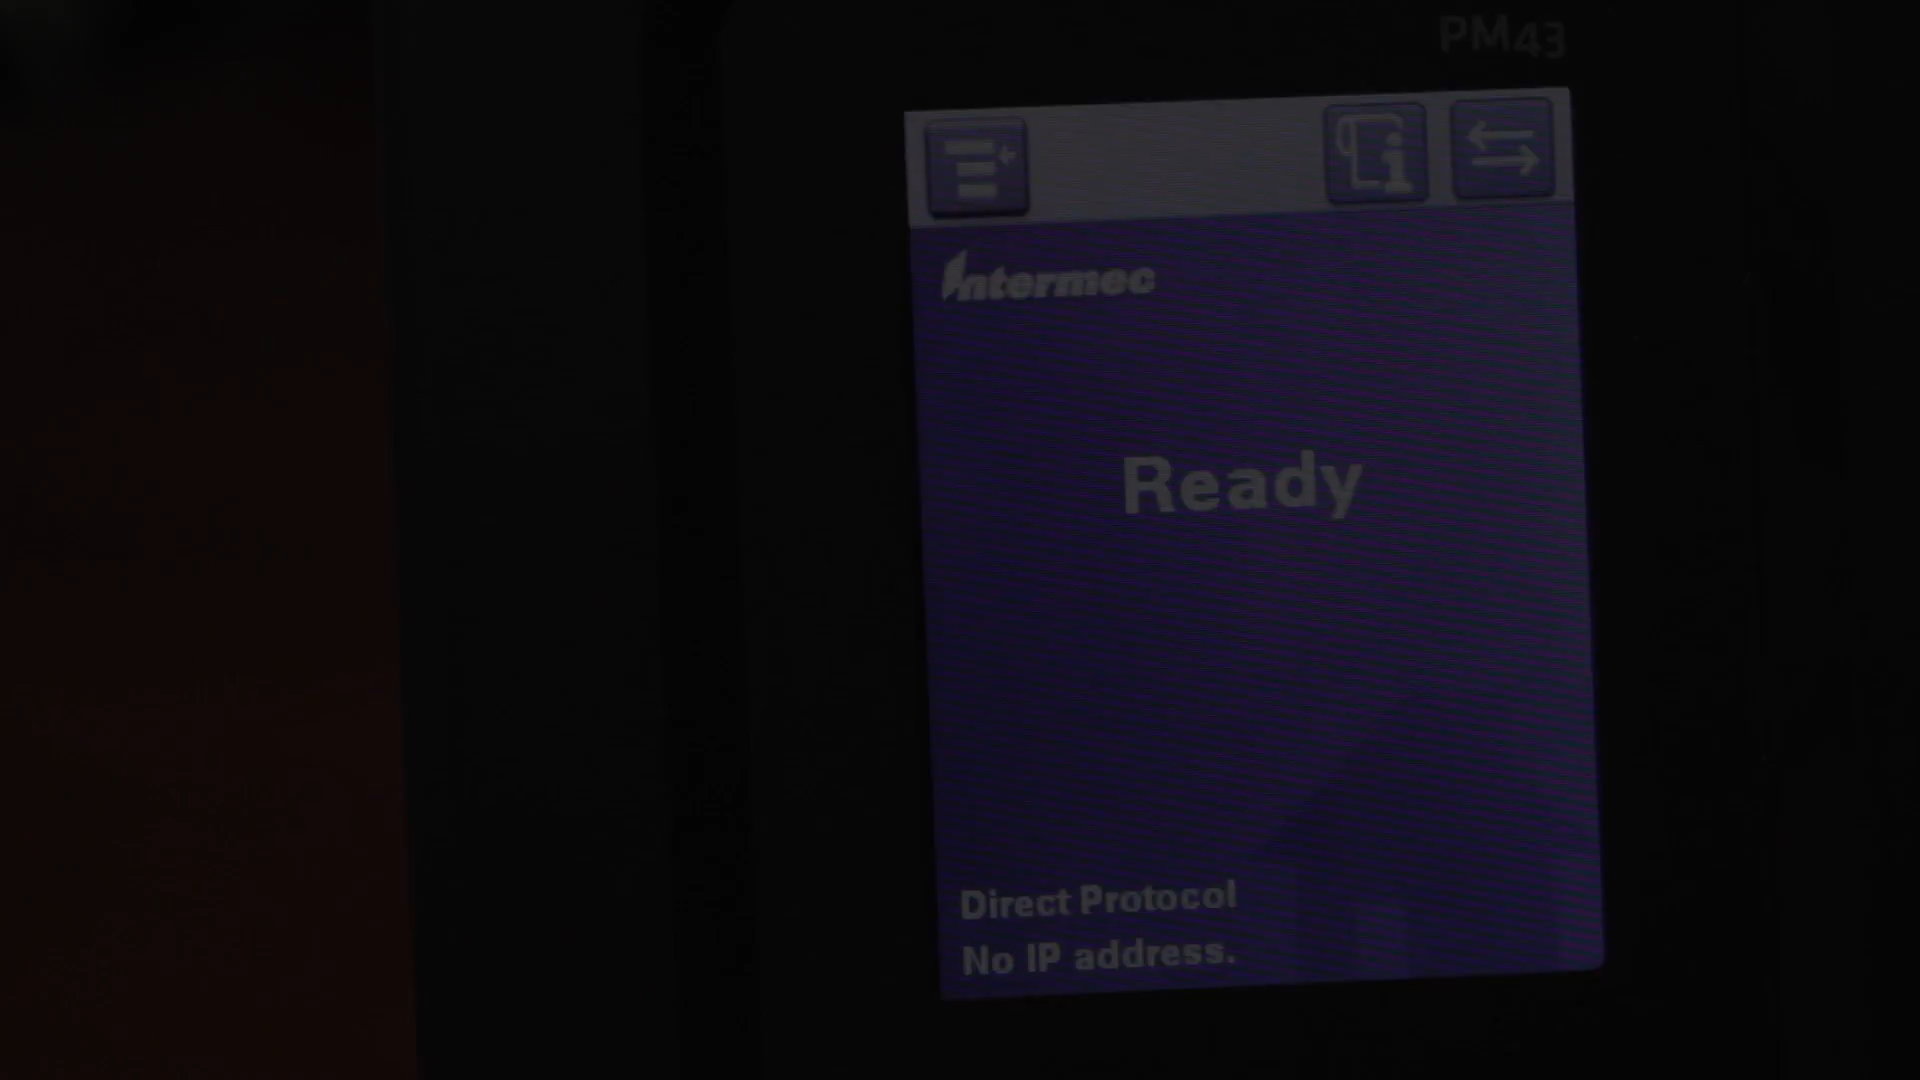 PM43
Intermec
Ready
Direct Protocol
No IP address.